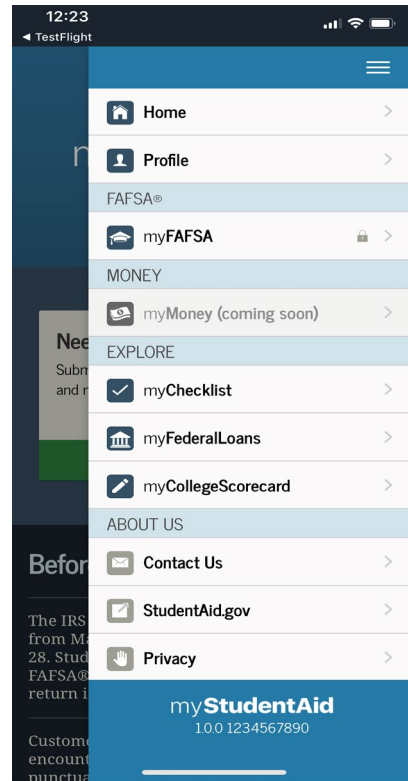 12:23
◀ TestFlight
Home
Profile
FAFSA®
myFAFSA
MONEY
myMoney (coming soon)
EXPLORE
myChecklist
myFederalLoans
myCollegeScorecard
ABOUT US
Contact Us
StudentAid.gov
Privacy
myStudentAid
1.0.0 1234567890
Nee
Subm
and r
Befor
The IRS
from Ma
28. Stud
FAFSA®
return i
Custome
encount
punctua